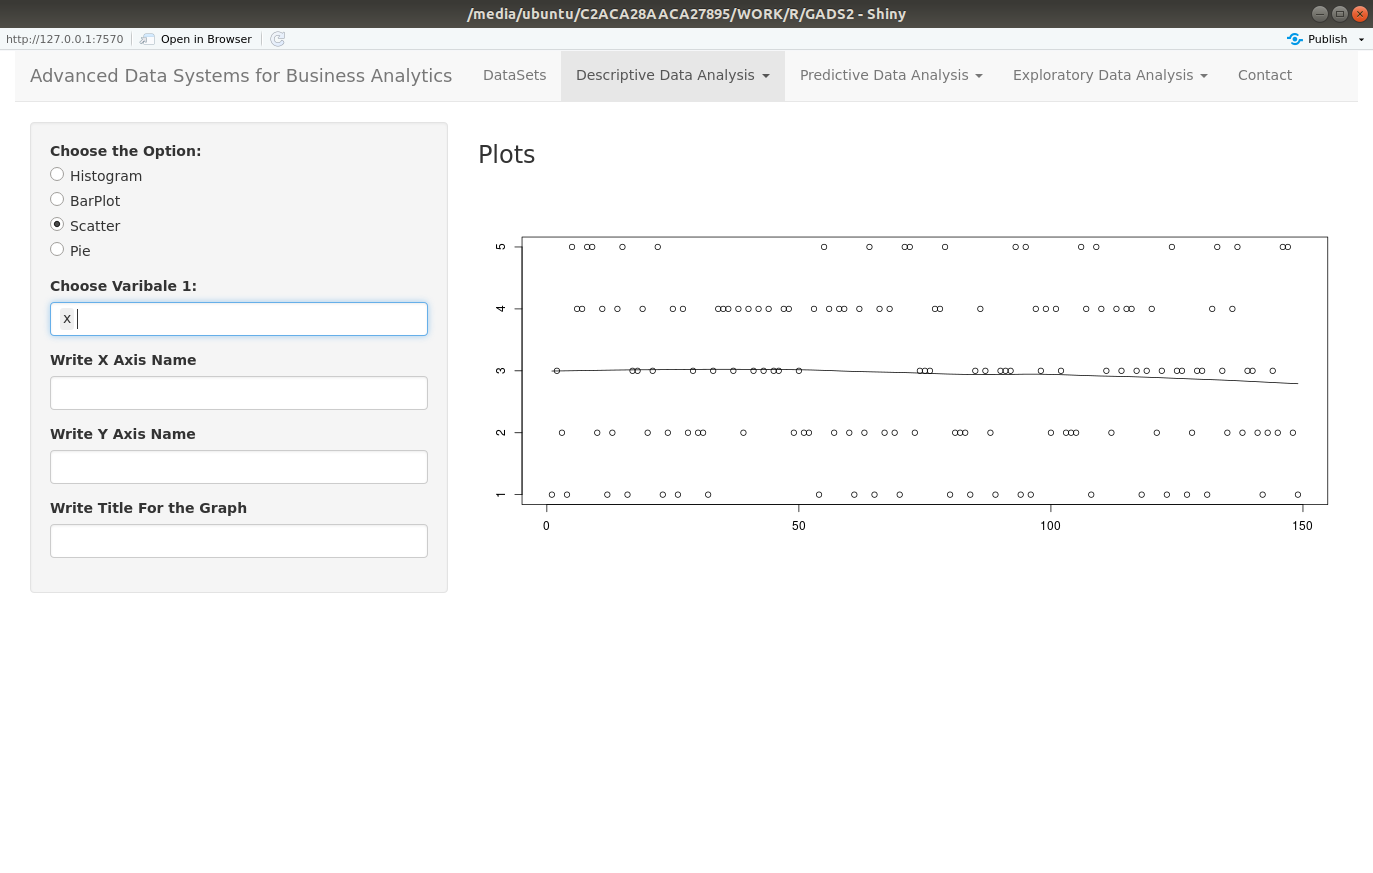 /media/ubuntu/C2ACA28AACA27895/WORK/R/GADS2 - Shiny
http://127.0.0.1:7570 Open in Browser Publish
Advanced Data Systems for Business Analytics DataSets Descriptive Data Analysis Predictive Data Analysis Exploratory Data Analysis Contact
Choose the Option:
Histogram
BarPlot
Scatter
Pie
Choose Varibale 1:
x
Write X Axis Name
Write Y Axis Name
Write Title For the Graph
Plots
5
4
3
2
1
0 50 100 150